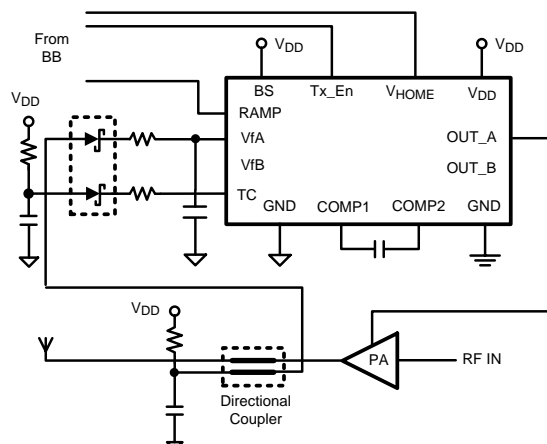 From
BB
VDD
VDD
BS
Tx_En
VHOME
VDD
RAMP
VfA
VfB
TC
OUT_A
OUT_B
GND
COMP1
COMP2
GND
VDD
VDD
PA
RF IN
Directional
Coupler